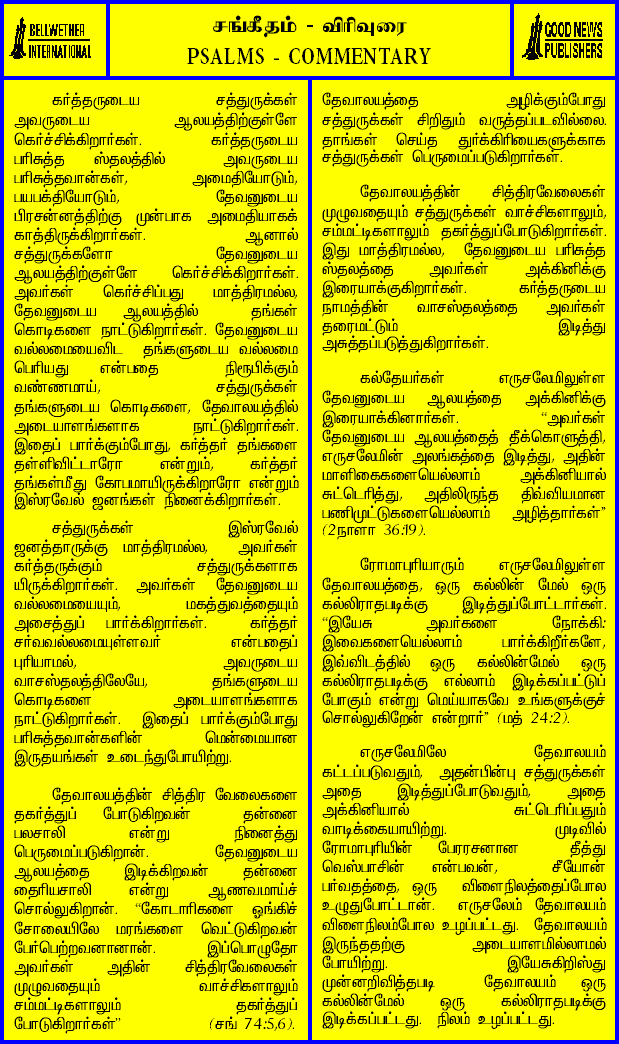 BELLWETHER
INTERNATIONAL
சங்கீதம் - விரிவுரை
PSALMS - COMMENTARY
GOOD NEWS
PUBLISHERS
கர்த்தருடைய சத்துருக்கள்
அவருடைய ஆலயத்திற்குள்ளே
கெர்ச்சிக்கிறார்கள். கர்த்தருடைய
பரிசுத்த ஸ்தலத்தில் அவருடைய
பரிசுத்தவான்கள், அமைதியோடும்,
பயபக்தியோடும், தேவனுடைய
பிரசன்னத்திற்கு முன்பாக அமைதியாகக்
காத்திருக்கிறார்கள். ஆனால்
சத்துருக்களோ தேவனுடைய
ஆலயத்திற்குள்ளே கெர்ச்சிக்கிறார்கள்.
அவர்கள் கெர்ச்சிப்பது மாத்திரமல்ல,
தேவனுடைய ஆலயத்தில் தங்கள்
கொடிகளை நாட்டுகிறார்கள். தேவனுடைய
வல்லமையைவிட தங்களுடைய வல்லமை
பெரியது என்பதை நிரூபிக்கும்
வண்ணமாய், சத்துருக்கள்
தங்களுடைய கொடிகளை, தேவாலயத்தில்
அடையாளங்களாக நாட்டுகிறார்கள்.
இதைப் பார்க்கும்போது, கர்த்தர் தங்களை
தள்ளிவிட்டாரோ என்றும், கர்த்தர்
தங்கள்மீது கோபமாயிருக்கிறாரோ என்றும்
இஸ்ரவேல் ஜனங்கள் நினைக்கிறார்கள்.
சத்துருக்கள் இஸ்ரவேல்
ஜனத்தாருக்கு மாத்திரமல்ல, அவர்கள்
கர்த்தருக்கும் சத்துருக்களாக
யிருக்கிறார்கள். அவர்கள் தேவனுடைய
வல்லமையையும், மகத்துவத்தையும்
அசைத்துப் பார்க்கிறார்கள். கர்த்தர்
சர்வவல்லமையுள்ளவர் என்பதைப்
புரியாமல், அவருடைய
வாசஸ்தலத்திலேயே, தங்களுடைய
கொடிகளை அடையாளங்களாக
நாட்டுகிறார்கள். இதைப் பார்க்கும்போது
பரிசுத்தவான்களின் மென்மையான
இருதயங்கள் உடைந்துபோயிற்று.
தேவாலயத்தின் சித்திர வேலைகளை
தகர்த்துப் போடுகிறவன் தன்னை
பலசாலி என்று நினைத்து
பெருமைப்படுகிறான். தேவனுடைய
ஆலயத்தை இடிக்கிறவன் தன்னை
தைரியசாலி என்று ஆணவமாய்ச்
சொல்லுகிறான். “கோடாரிகளை ஓங்கிச்
சோலையிலே மரங்களை வெட்டுகிறவன்
பேர்பெற்றவனானான். இப்பொழுதோ
அவர்கள் அதின் சித்திரவேலைகள்
முழுவதையும் வாச்சிகளாலும்
சம்மட்டிகளாலும் தகர்த்துப்
போடுகிறார்கள்” (சங் 74:5,6).
தேவாலயத்தை அழிக்கும்போது
சத்துருக்கள் சிறிதும் வருத்தப்படவில்லை.
தாங்கள் செய்த துர்க்கிரியைகளுக்காக
சத்துருக்கள் பெருமைப்படுகிறார்கள்.
தேவாலயத்தின் சித்திரவேலைகள்
முழுவதையும் சத்துருக்கள் வாச்சிகளாலும்,
சம்மட்டிகளாலும் தகர்த்துப்போடுகிறார்கள்.
இது மாத்திரமல்ல, தேவனுடைய பரிசுத்த
ஸ்தலத்தை அவர்கள் அக்கினிக்கு
இரையாக்குகிறார்கள். கர்த்தருடைய
நாமத்தின் வாசஸ்தலத்தை அவர்கள்
தரைமட்டும் இடித்து
அசுத்தப்படுத்துகிறார்கள்.
கல்தேயர்கள் எருசலேமிலுள்ள
தேவனுடைய ஆலயத்தை அக்கினிக்கு
இரையாக்கினார்கள். “அவர்கள்
தேவனுடைய ஆலயத்தைத் தீக்கொளுத்தி,
எருசலேமின் அலங்கத்தை இடித்து, அதின்
மாளிகைகளையெல்லாம் அக்கினியால்
சுட்டெரித்து, அதிலிருந்த திவ்வியமான
பணிமுட்டுகளையெல்லாம் அழித்தார்கள்”
(2நாளா 36:19).
ரோமாபுரியாரும் எருசலேமிலுள்ள
தேவாலயத்தை, ஒரு கல்லின் மேல் ஒரு
கல்லிராதபடிக்கு இடித்துப்போட்டார்கள்.
“இயேசு அவர்களை நோக்கி:
இவைகளையெல்லாம் பார்க்கிறீர்களே,
இவ்விடத்தில் ஒரு கல்லின்மேல் ஒரு
கல்லிராதபடிக்கு எல்லாம் இடிக்கப்பட்டுப்
போகும் என்று மெய்யாகவே உங்களுக்குச்
சொல்லுகிறேன் என்றார்” (மத் 24:2).
எருசலேமிலே தேவாலயம்
கட்டப்படுவதும், அதன்பின்பு சத்துருக்கள்
அதை இடித்துப்போடுவதும், அதை
அக்கினியால் சுட்டெரிப்பதும்
வாடிக்கையாயிற்று. முடிவில்
ரோமாபுரியின் பேரரசனான தீத்து
வெஸ்பாசின் என்பவன், சீயோன்
பர்வதத்தை, ஒரு விளைநிலத்தைப்போல
உழுதுபோட்டான். எருசலேம் தேவாலயம்
விளைநிலம்போல உழப்பட்டது. தேவாலயம்
இருந்ததற்கு அடையாளமில்லாமல்
போயிற்று. இயேசுகிறிஸ்து
முன்னறிவித்தபடி தேவாலயம் ஒரு
கல்லின்மேல் ஒரு கல்லிராதபடிக்கு
இடிக்கப்பட்டது. நிலம் உழப்பட்டது.